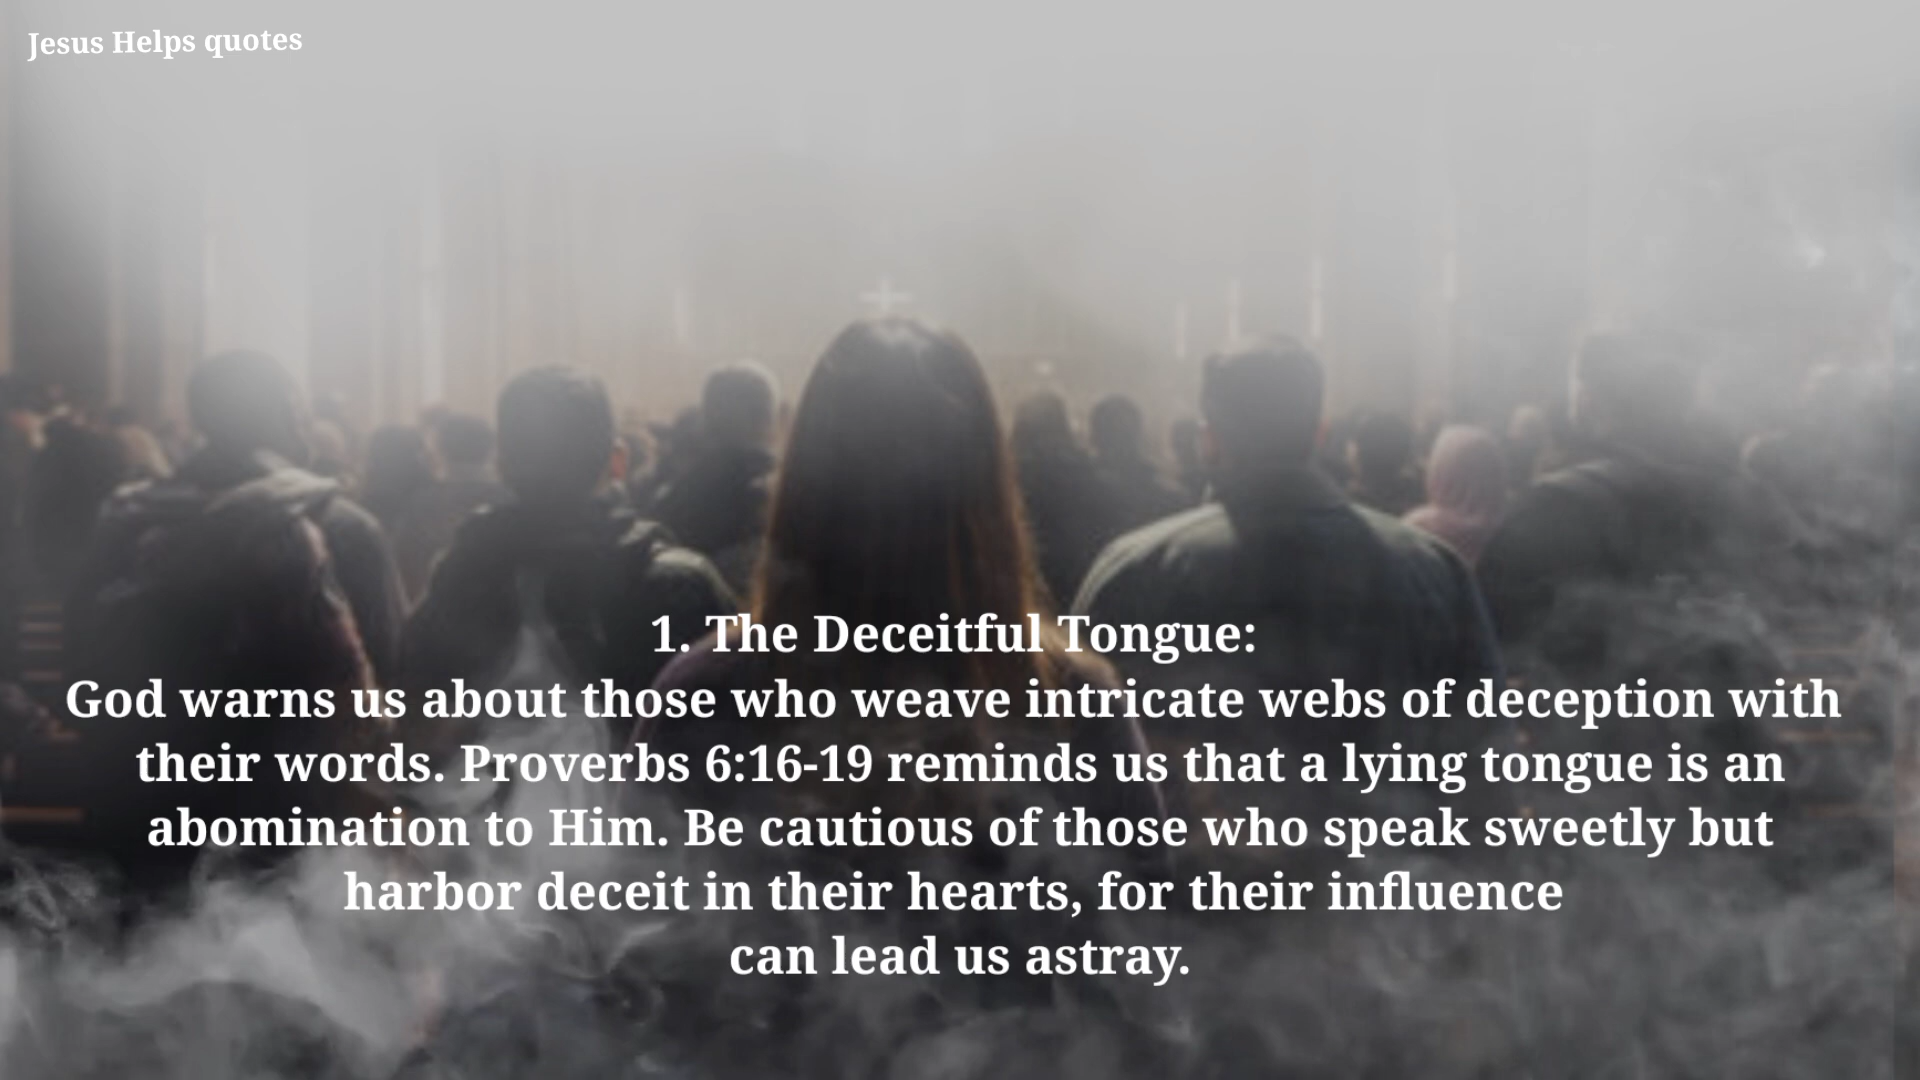 Jesus Helps quotes
1. The Deceitful Tongue:
God warns us about those who weave intricate webs of deception with
their words. Proverbs 6:16-19 reminds us that a lying tongue is an
abomination to Him. Be cautious of those who speak sweetly but
harbor deceit in their hearts, for their influence
can lead us astray.